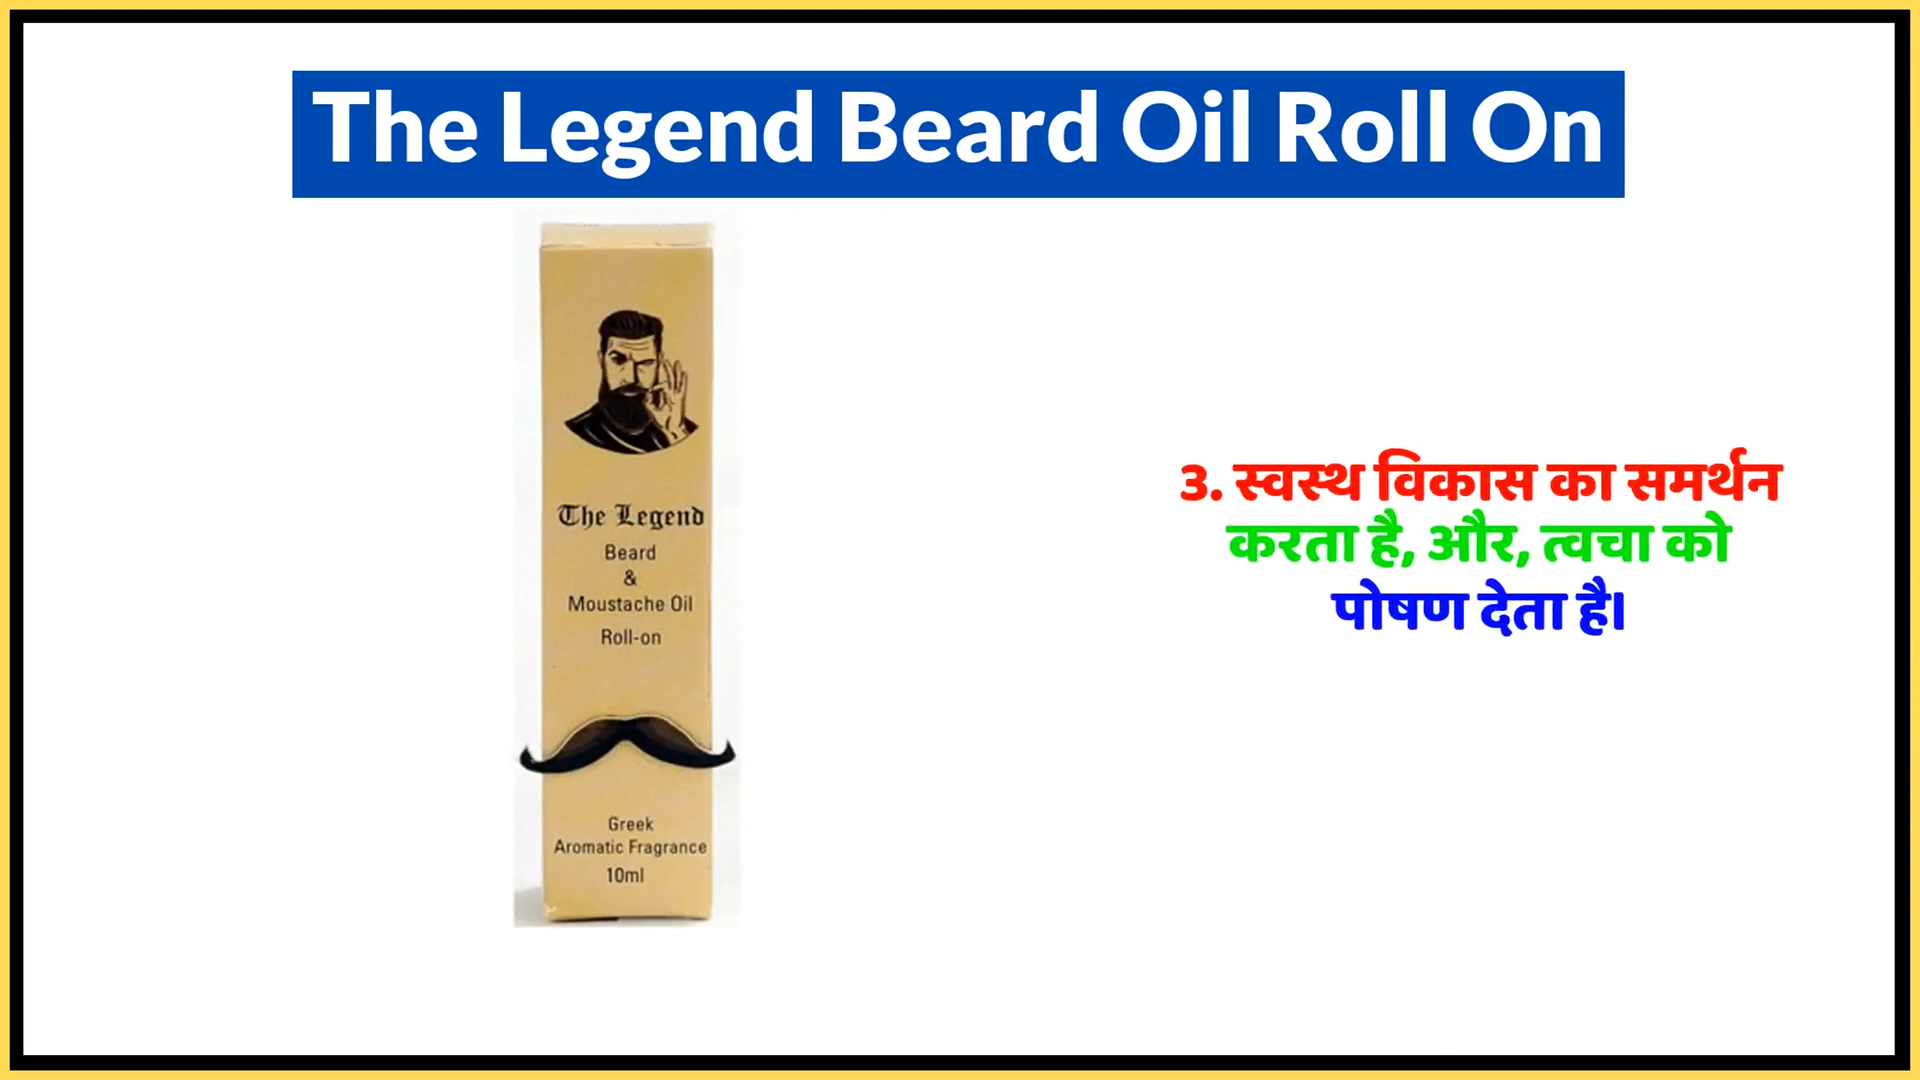 The Legend Beard Oil Roll On
The Legend
Beard
&
Moustache Oil
Roll-on
Greek
Aromatic Fragrance
10ml
3. स्वस्थ विकास का समर्थन
करता है, और, त्वचा को
पोषण देता है।